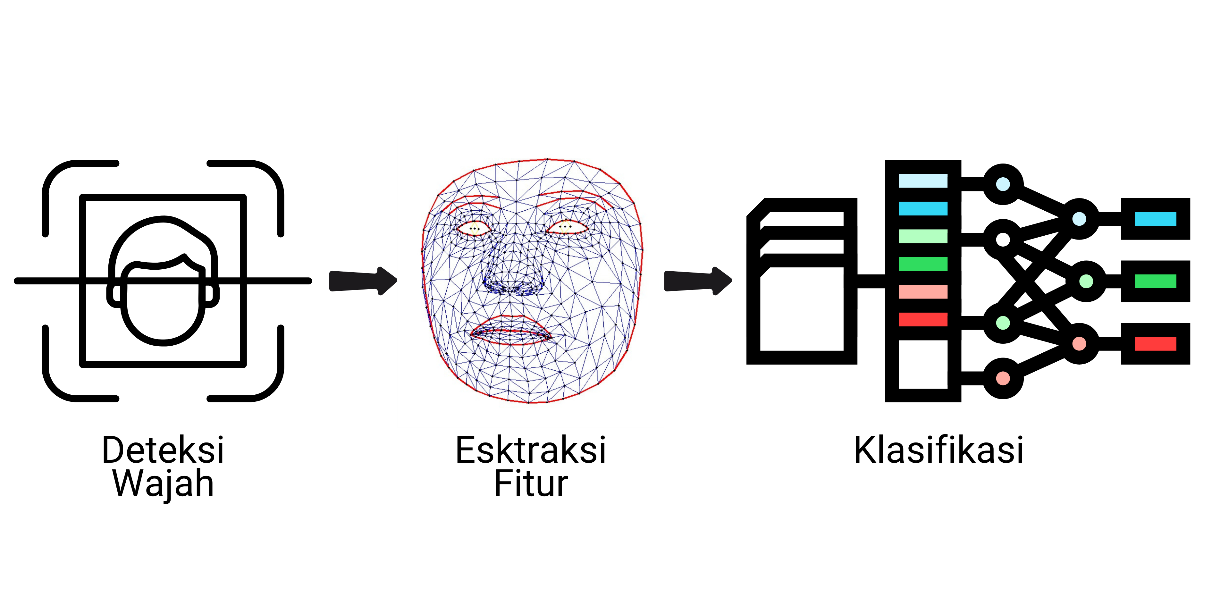 Deteksi
Wajah
Esktraksi
Fitur
Klasifikasi